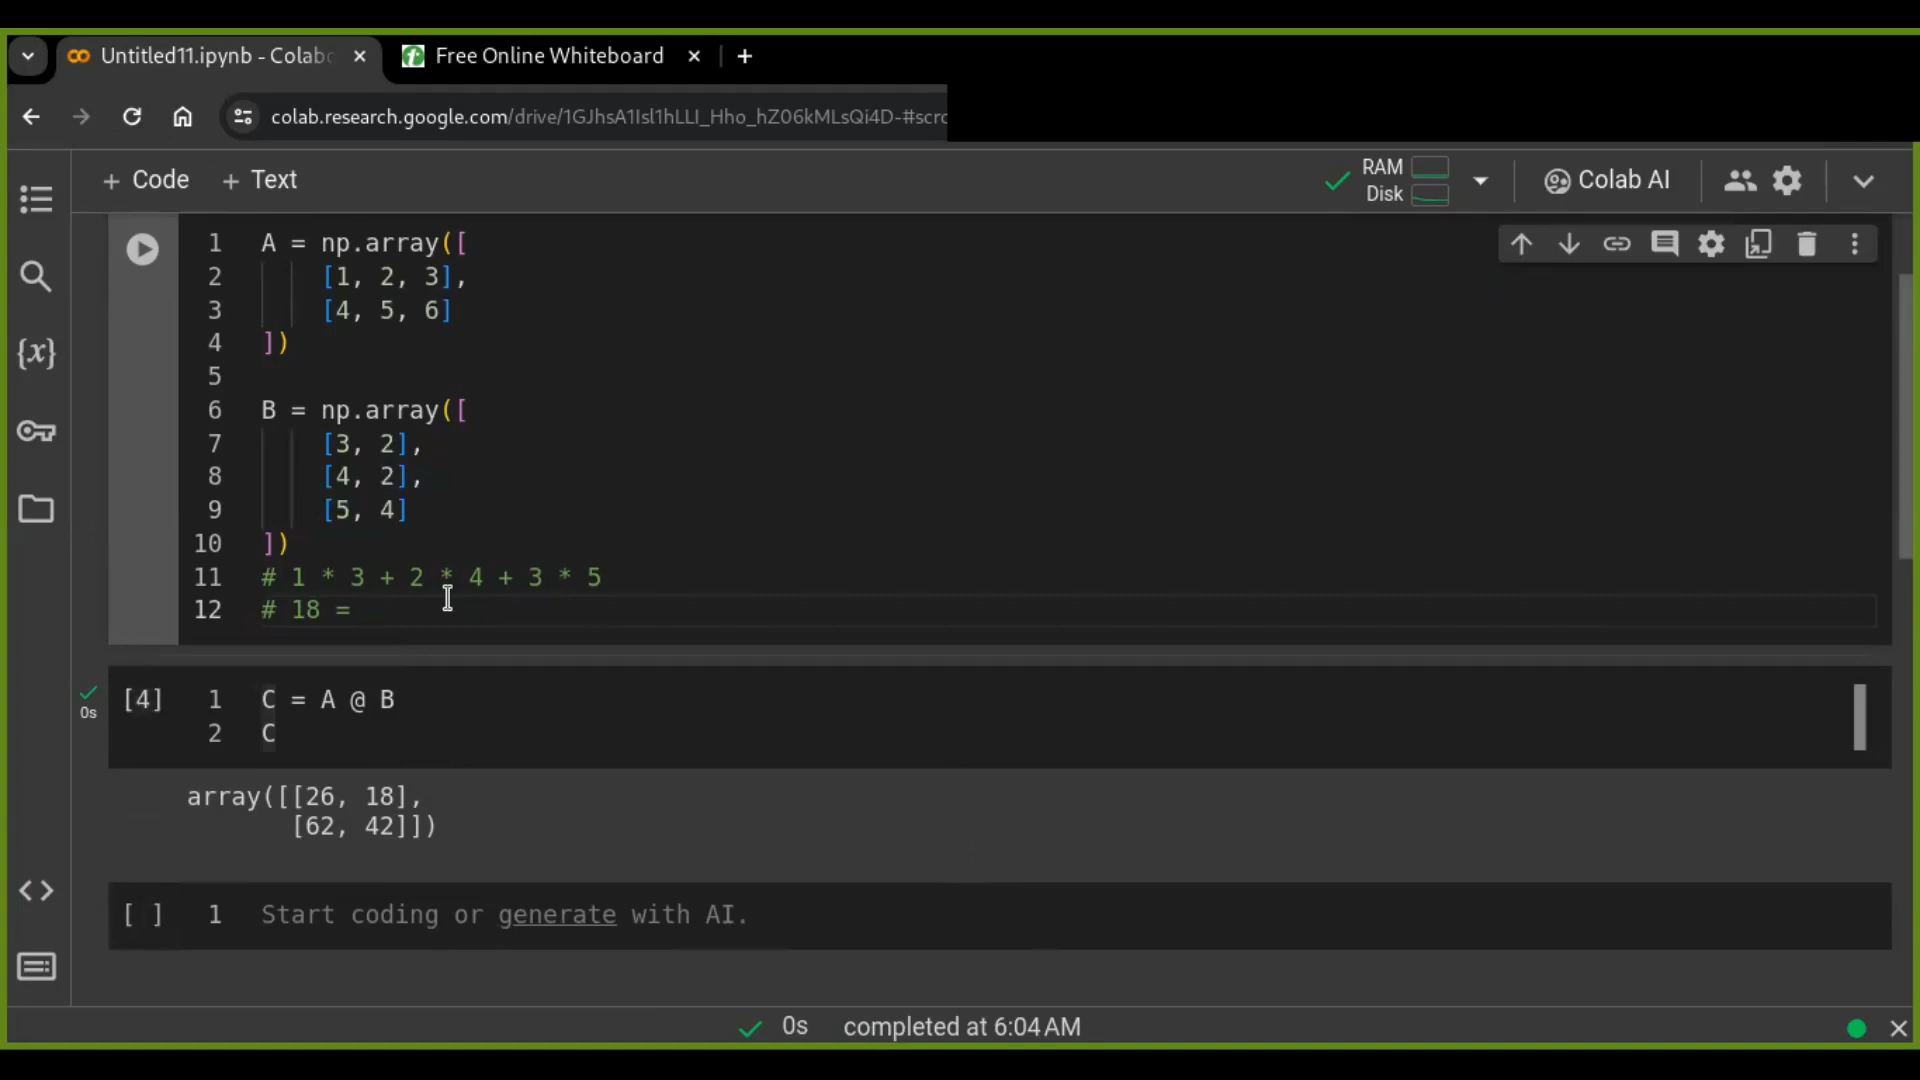 Untitled11.ipynb - Colab
Free Online Whiteboard
colab.research.google.com/drive/1GJhsA1Isl1hLLI_Hho_hZ06kMLsQi4D-#scrc
+ Code + Text
RAM
Disk
Colab AI
1 A = np.array([
2 [1, 2, 3],
3 [4, 5, 6]
4 ])
5
6 B = np.array([
7 [3, 2],
8 [4, 2],
9 [5, 4]
10 ])
11 # 1 * 3 + 2 * 4 + 3 * 5
12 # 18 =
[4] 1 C = A @ B
0s
2 C
array([[26, 18],
[62, 42]])
[ ] 1 Start coding or generate with AI.
0s completed at 6:04 AM